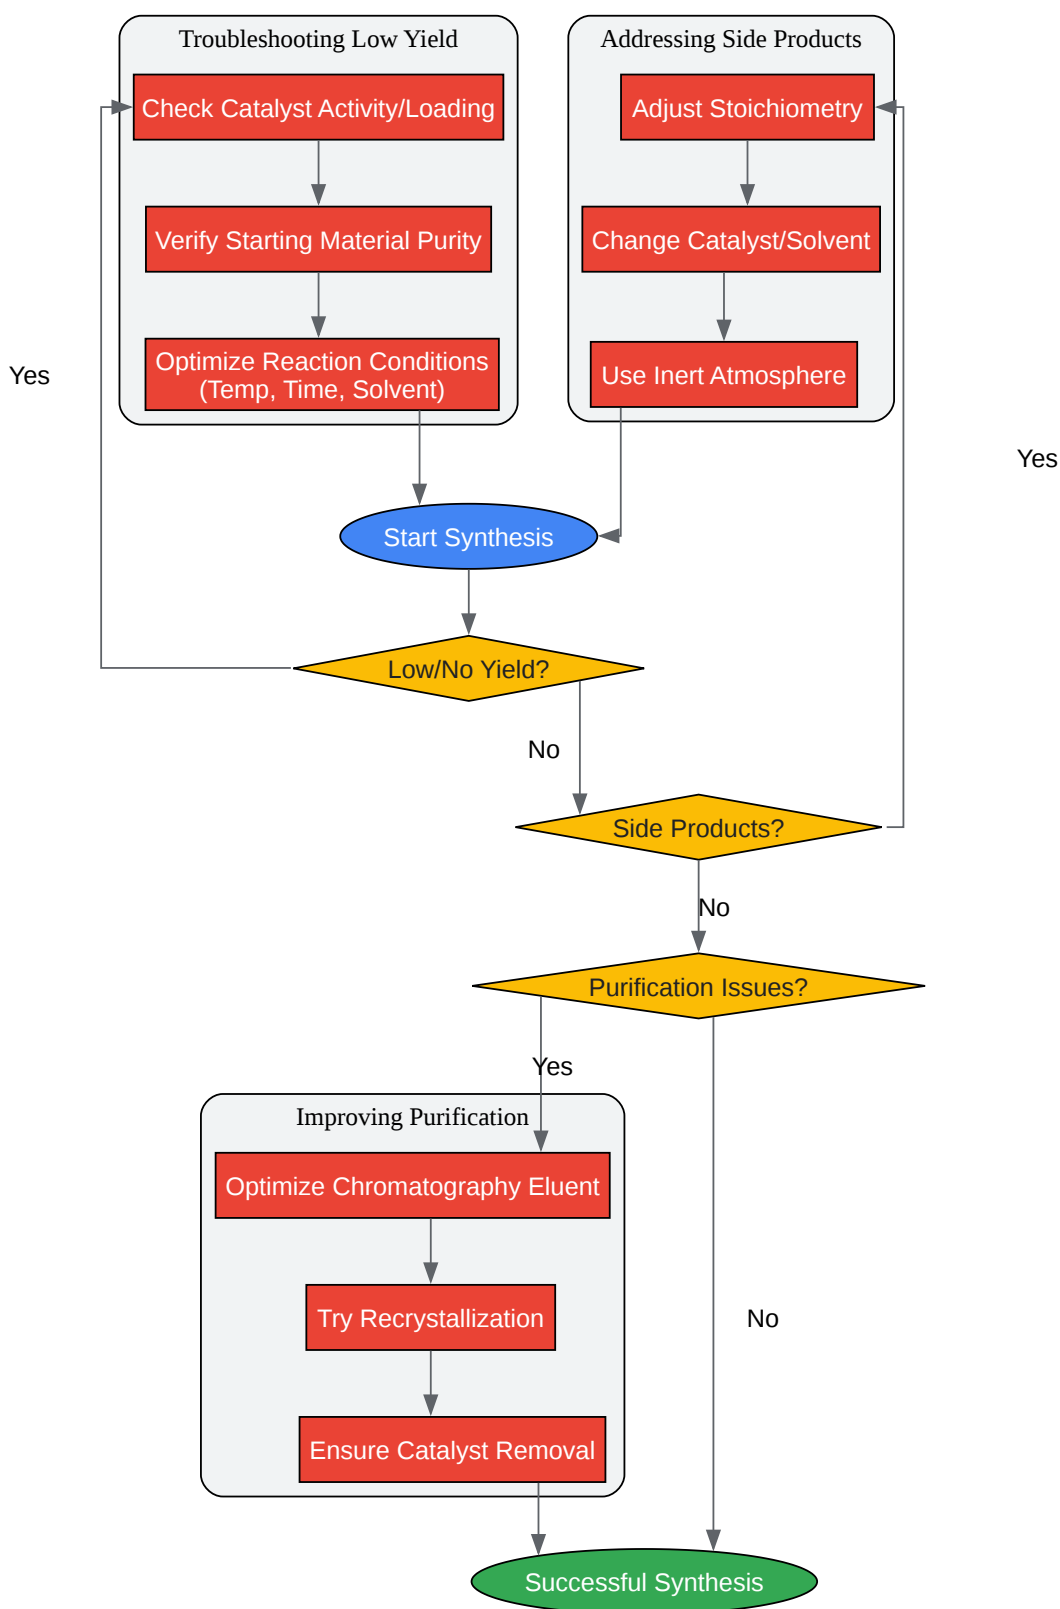 Troubleshooting Low Yield
Addressing Side Products
Check Catalyst Activity/Loading
Adjust Stoichiometry
Verify Starting Material Purity
Change Catalyst/Solvent
Optimize Reaction Conditions
(Temp, Time, Solvent)
Use Inert Atmosphere
Yes
Yes
Start Synthesis
Low/No Yield?
No
Side Products?
No
Purification Issues?
Yes
Improving Purification
Optimize Chromatography Eluent
Try Recrystallization
No
Ensure Catalyst Removal
Successful Synthesis